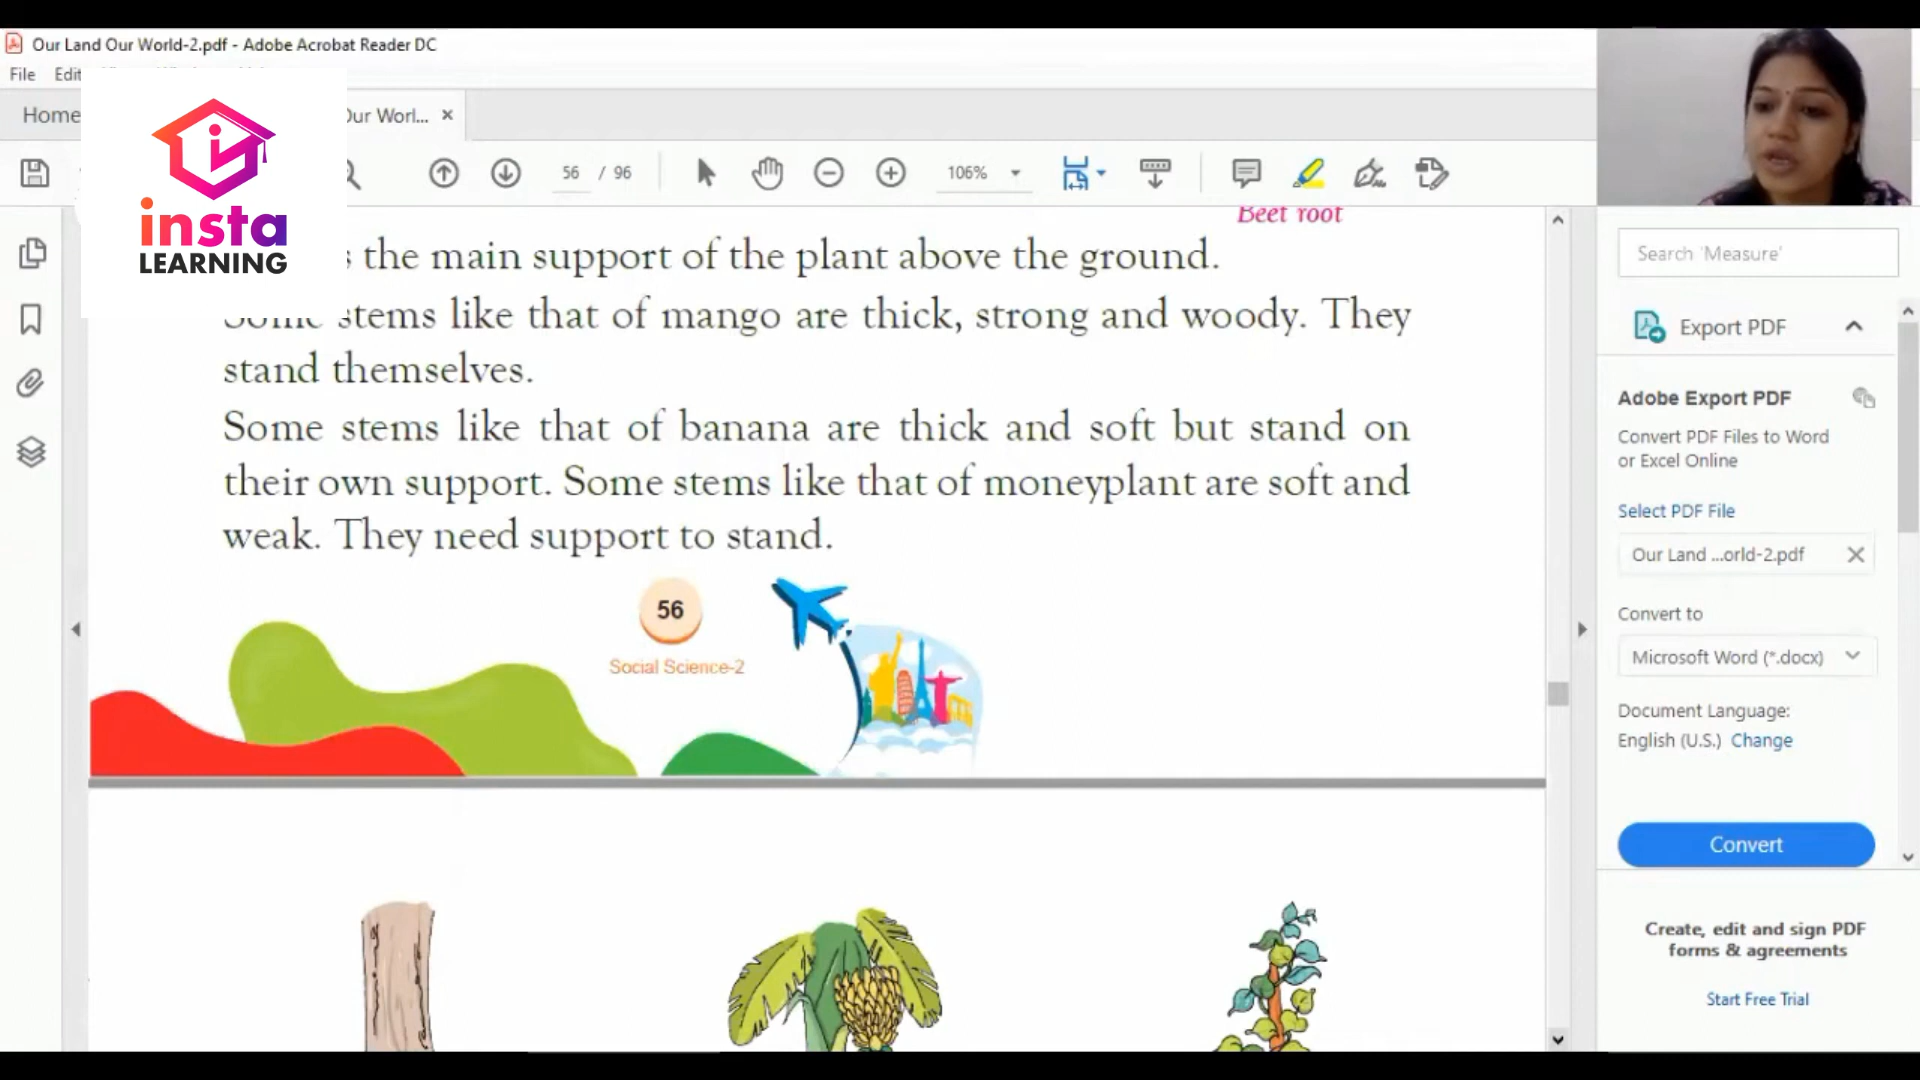 Our Land Our World-2.pdf - Adobe Acrobat Reader DC
File Edit
Home
Our Worl...
56 / 96
106%
insta
LEARNING
Beet root
the main support of the plant above the ground.
Some stems like that of mango are thick, strong and woody. They
stand themselves.
Some stems like that of banana are thick and soft but stand on
their own support. Some stems like that of moneyplant are soft and
weak. They need support to stand.
56
Social Science-2
Search 'Measure'
Export PDF
Adobe Export PDF
Convert PDF Files to Word
or Excel Online
Select PDF File
Our Land ...orld-2.pdf
Convert to
Microsoft Word (*.docx)
Document Language:
English (U.S.) Change
Convert
Create, edit and sign PDF
forms & agreements
Start Free Trial